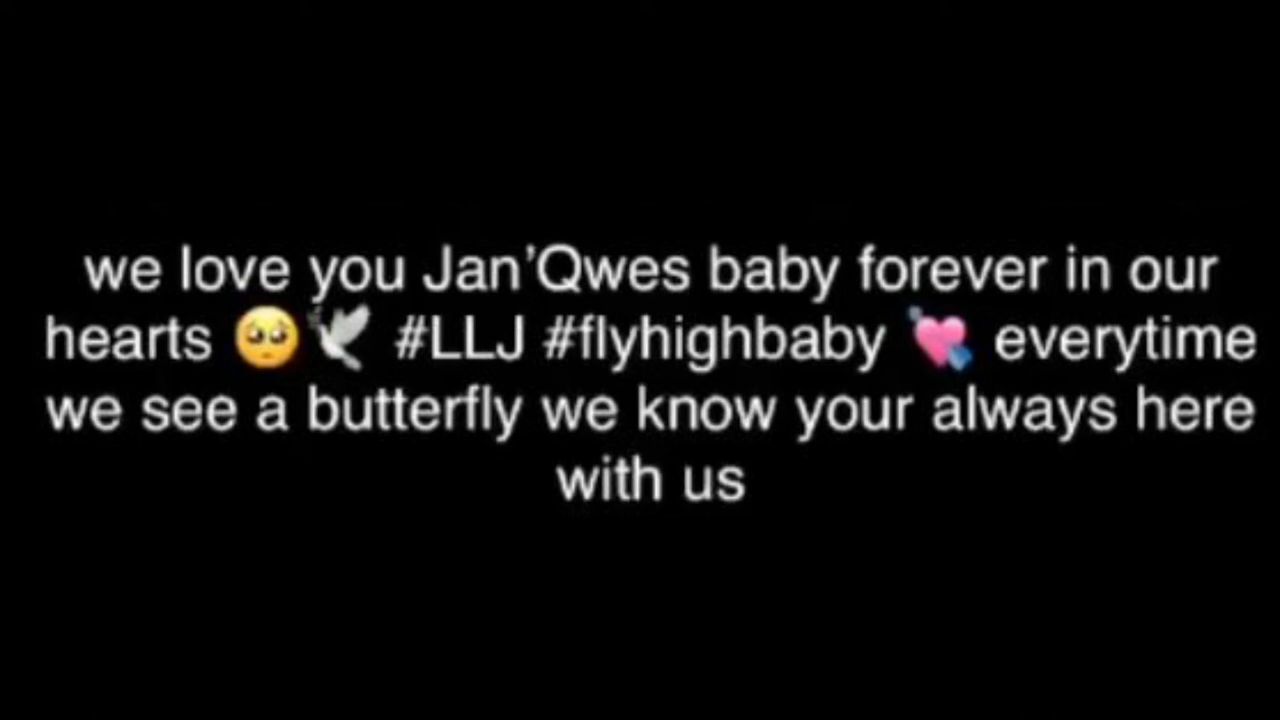 we love you Jan'Qwes baby forever in our
hearts 🥺🕊 #LLJ #flyhighbaby 💘 everytime
we see a butterfly we know your always here
with us